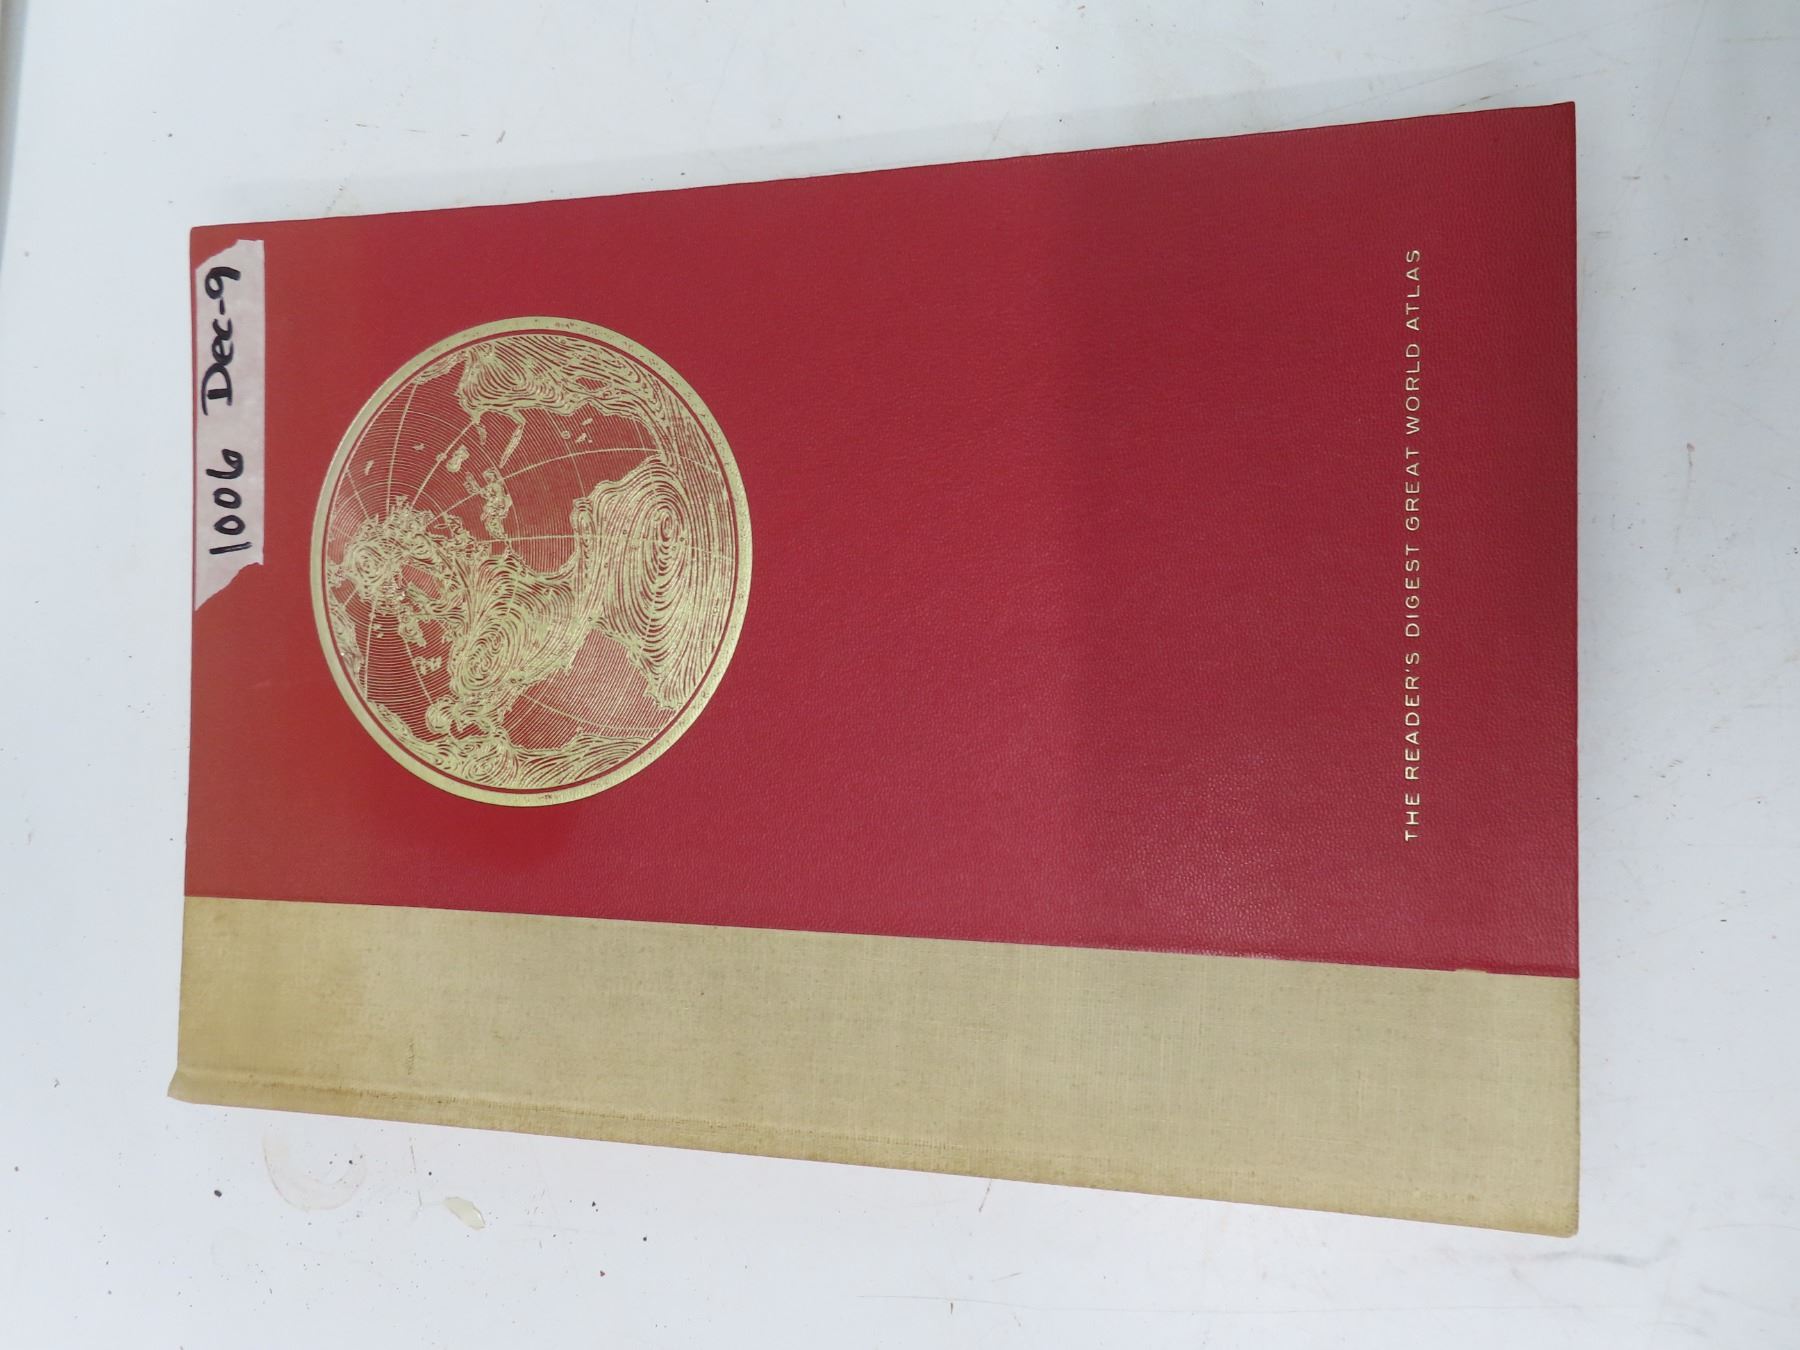 1006 Dec-9
THE READER'S DIGEST GREAT WORLD ATLAS